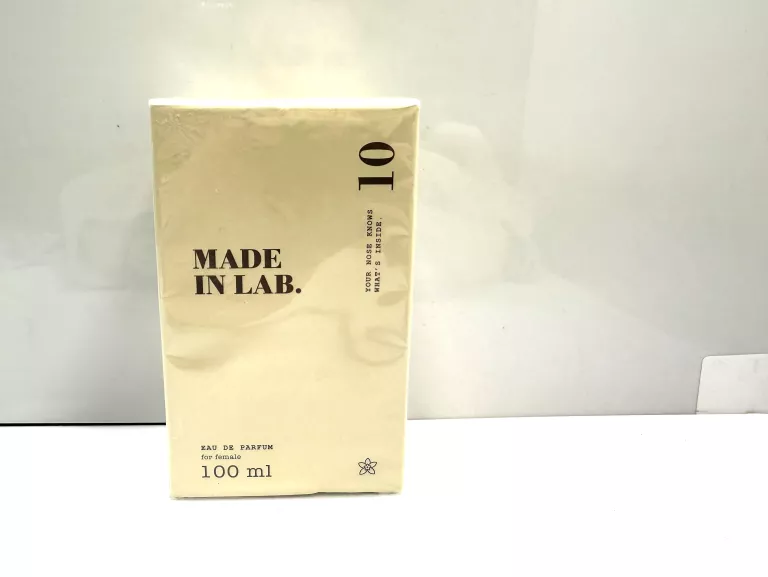 10
YOUR NOSE KNOWS
WHAT'S INSIDE.
MADE
IN LAB.
EAU DE PARFUM
for female
100 ml